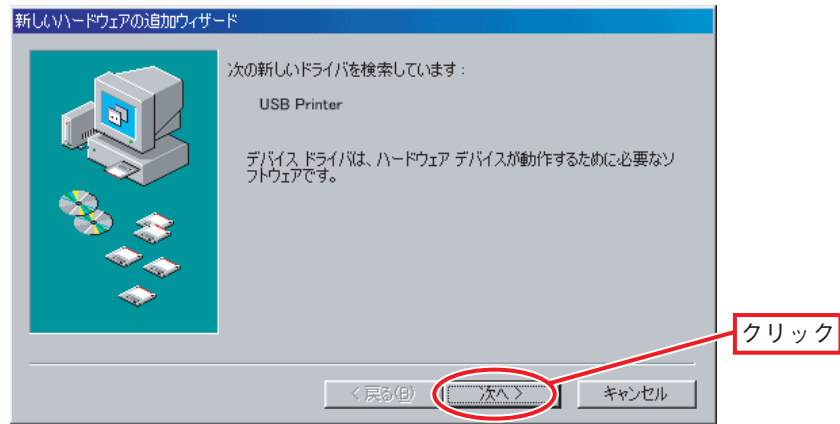 新しいハードウェアの追加ウィザード
次の新しいドライバを検索しています：
USB Printer
デバイス ドライバは、ハードウェア デバイスが動作するために必要なソ
フトウェアです。
クリック
< 戻る(B)
次へ >
キャンセル